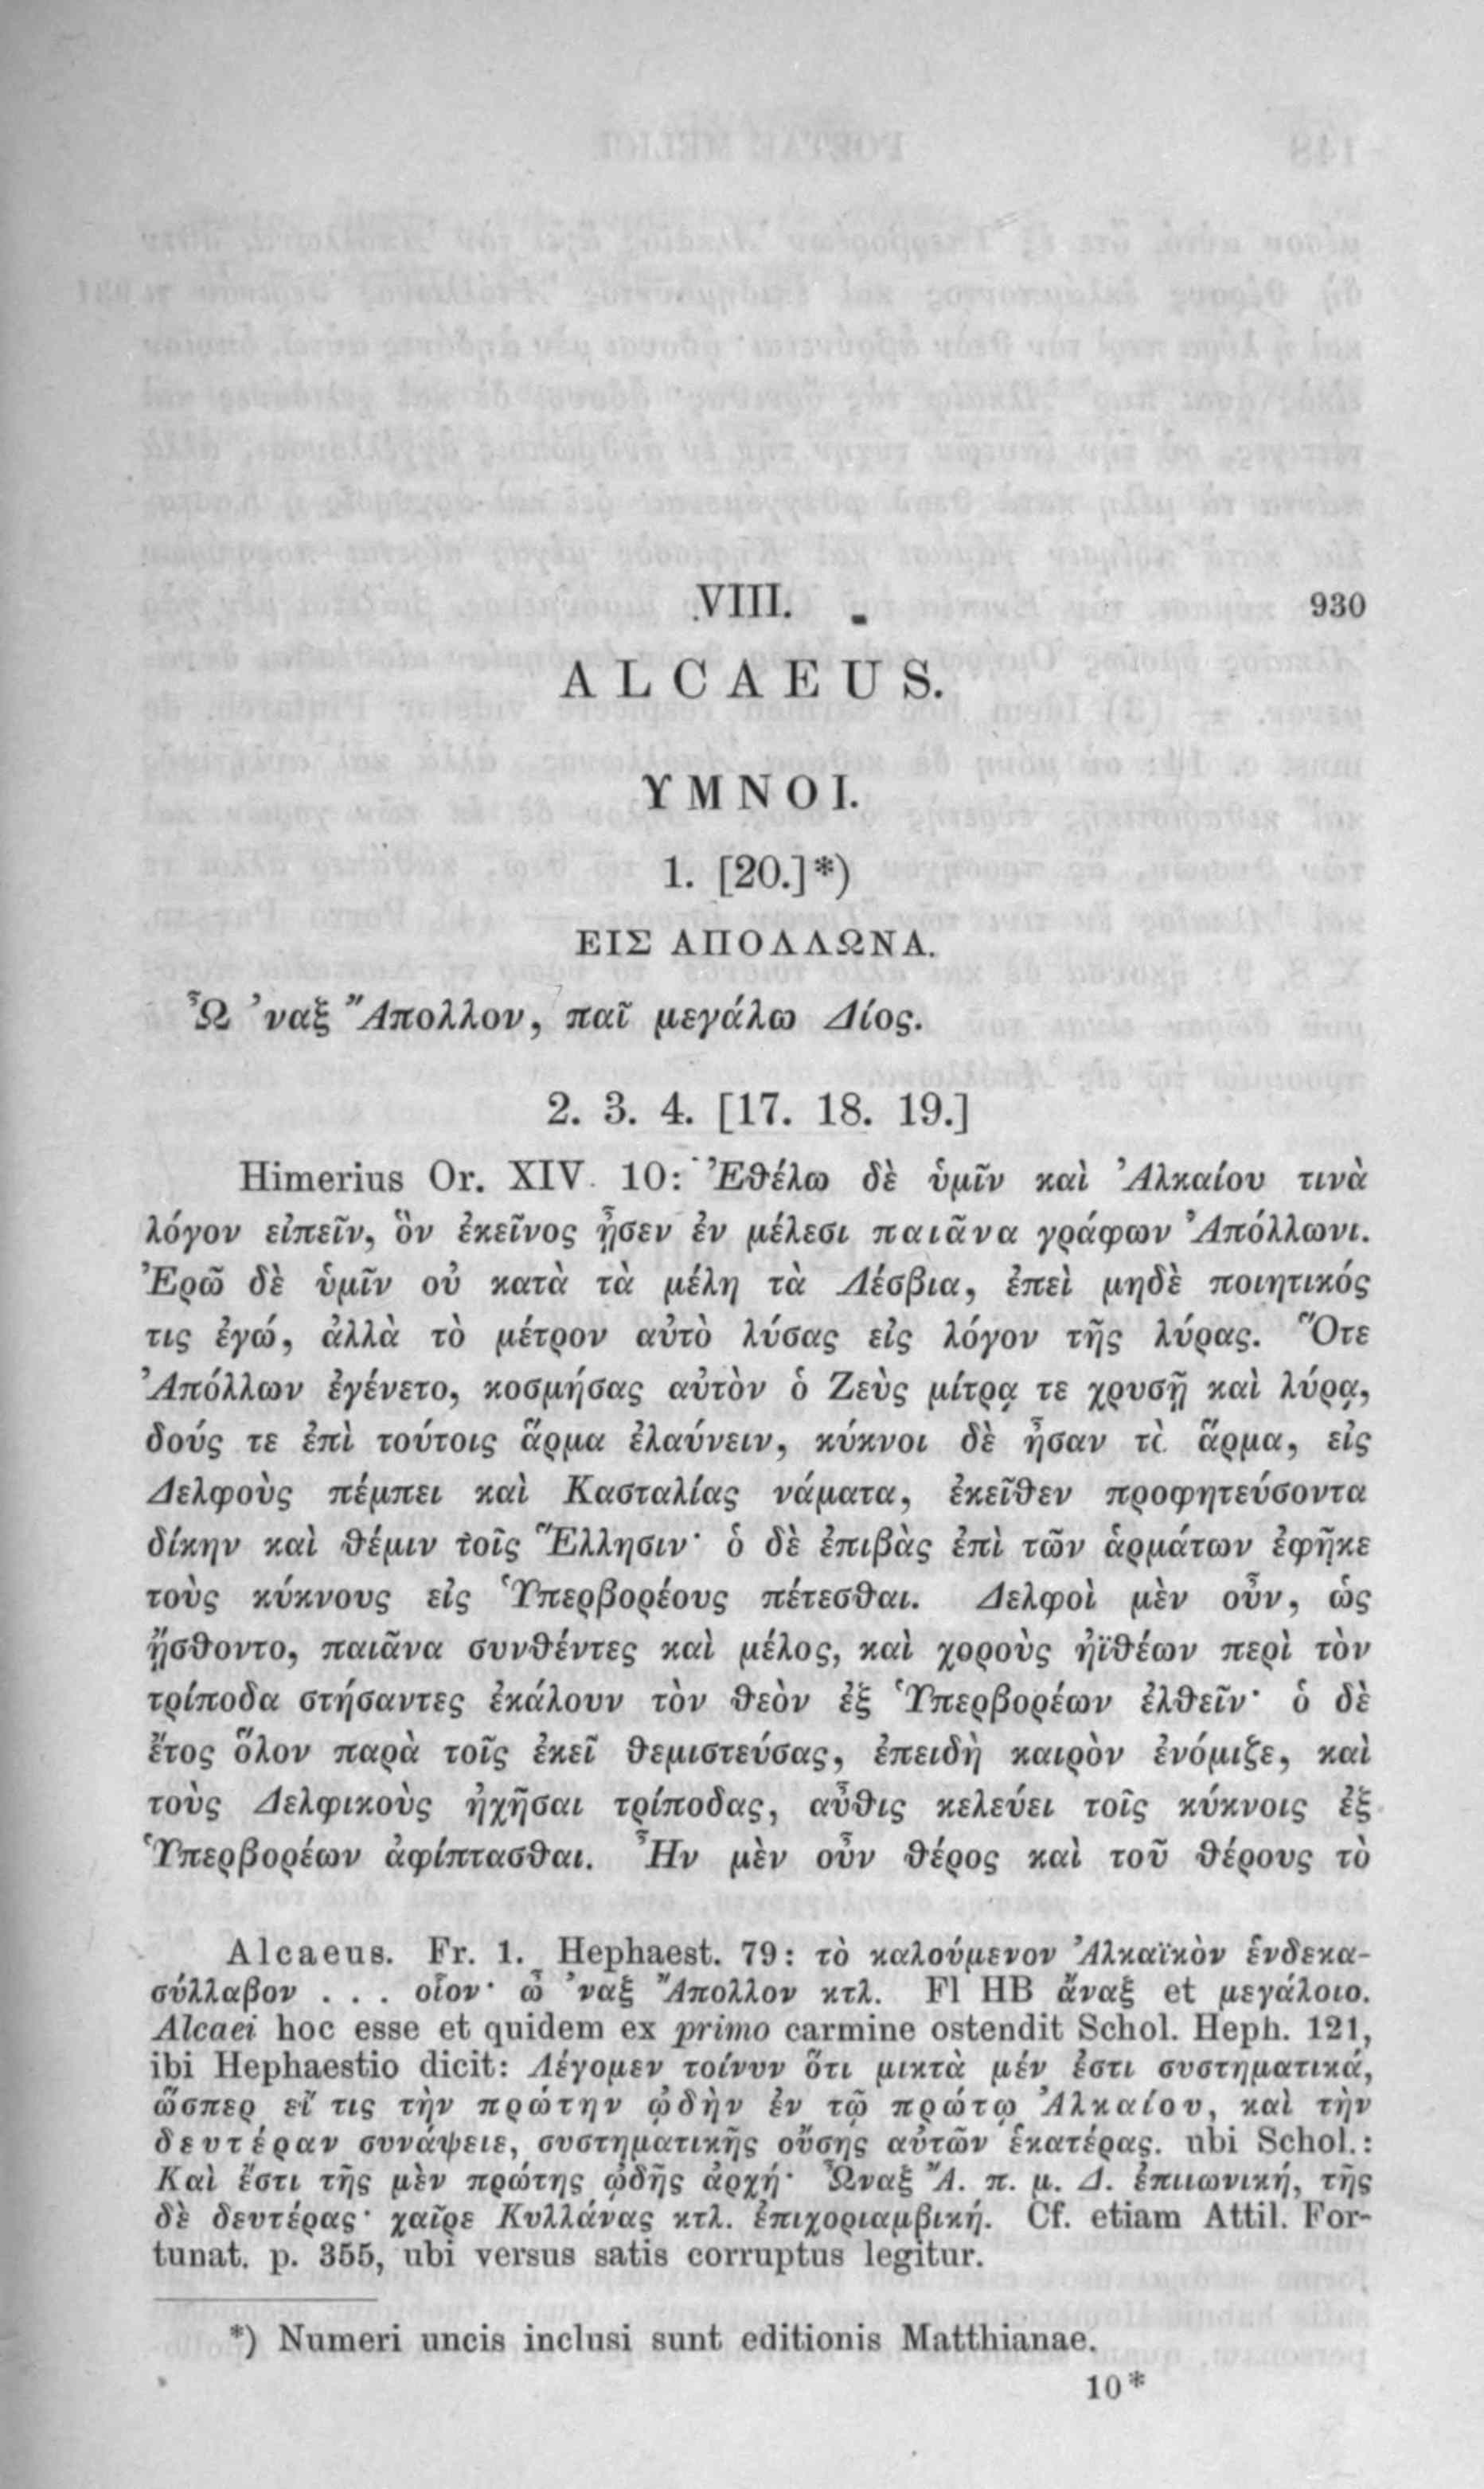 VIII. 930
ALCAEUS.
ΥΜΝΟΙ.
1. [20.]*)
ΕΙΣ ΑΠΟΛΛΩΝΑ.
Ὦ ’ναξ Ἄπολλον, παῖ μεγάλω Δίος.
2. 3. 4. [17. 18. 19.]
Himerius Or. XIV. 10: Ἐθέλω δὲ ὑμῖν καὶ Ἀλκαίου τινὰ
λόγον εἰπεῖν, ὃν ἐκεῖνος ᾖσεν ἐν μέλεσι παιᾶνα γράφων Ἀπόλλωνι.
Ἐρῶ δὲ ὑμῖν οὐ κατὰ τὰ μέλη τὰ Λέσβια, ἐπεὶ μηδὲ ποιητικός
τις ἐγώ, ἀλλὰ τὸ μέτρον αὐτὸ λύσας εἰς λόγον τῆς λύρας. Ὅτε
Ἀπόλλων ἐγένετο, κοσμήσας αὐτὸν ὁ Ζεὺς μίτρᾳ τε χρυσῇ καὶ λύρᾳ,
δούς τε ἐπὶ τούτοις ἅρμα ἐλαύνειν, κύκνοι δὲ ἦσαν τὸ ἅρμα, εἰς
Δελφοὺς πέμπει καὶ Κασταλίας νάματα, ἐκεῖθεν προφητεύσοντα
δίκην καὶ θέμιν τοῖς Ἕλλησιν· ὁ δὲ ἐπιβὰς ἐπὶ τῶν ἁρμάτων ἐφῆκε
τοὺς κύκνους εἰς Ὑπερβορέους πέτεσθαι. Δελφοὶ μὲν οὖν, ὡς
ᾔσθοντο, παιᾶνα συνθέντες καὶ μέλος, καὶ χοροὺς ἠϊθέων περὶ τὸν
τρίποδα στήσαντες ἐκάλουν τὸν θεὸν ἐξ Ὑπερβορέων ἐλθεῖν· ὁ δὲ
ἔτος ὅλον παρὰ τοῖς ἐκεῖ θεμιστεύσας, ἐπειδὴ καιρὸν ἐνόμιζε, καὶ
τοὺς Δελφικοὺς ἠχῆσαι τρίποδας, αὖθις κελεύει τοῖς κύκνοις ἐξ
Ὑπερβορέων ἀφίπτασθαι. Ἦν μὲν οὖν θέρος καὶ τοῦ θέρους τὸ
Alcaeus. Fr. 1. Hephaest. 79: τὸ καλούμενον Ἀλκαϊκὸν ἑνδεκα-
σύλλαβον . . . οἷον· ὦ ’ναξ Ἄπολλον κτλ. Fl HB ἄναξ et μεγάλοιο.
Alcaei hoc esse et quidem ex primo carmine ostendit Schol. Heph. 121,
ibi Hephaestio dicit: Λέγομεν τοίνυν ὅτι μικτὰ μέν ἐστι συστηματικά,
ὥσπερ εἴ τις τὴν πρώτην ᾠδὴν ἐν τῷ πρώτῳ Ἀλκαίου, καὶ τὴν
δευτέραν συνάψειε, συστηματικῆς οὔσης αὐτῶν ἑκατέρας. ubi Schol.:
Καὶ ἔστι τῆς μὲν πρώτης ᾠδῆς ἀρχή· Ὦναξ Ἄ. π. μ. Δ. ἐπιιωνική, τῆς
δὲ δευτέρας· χαῖρε Κυλλάνας κτλ. ἐπιχοριαμβική. Cf. etiam Attil. For-
tunat. p. 355, ubi versus satis corruptus legitur.
*) Numeri uncis inclusi sunt editionis Matthianae.
10*